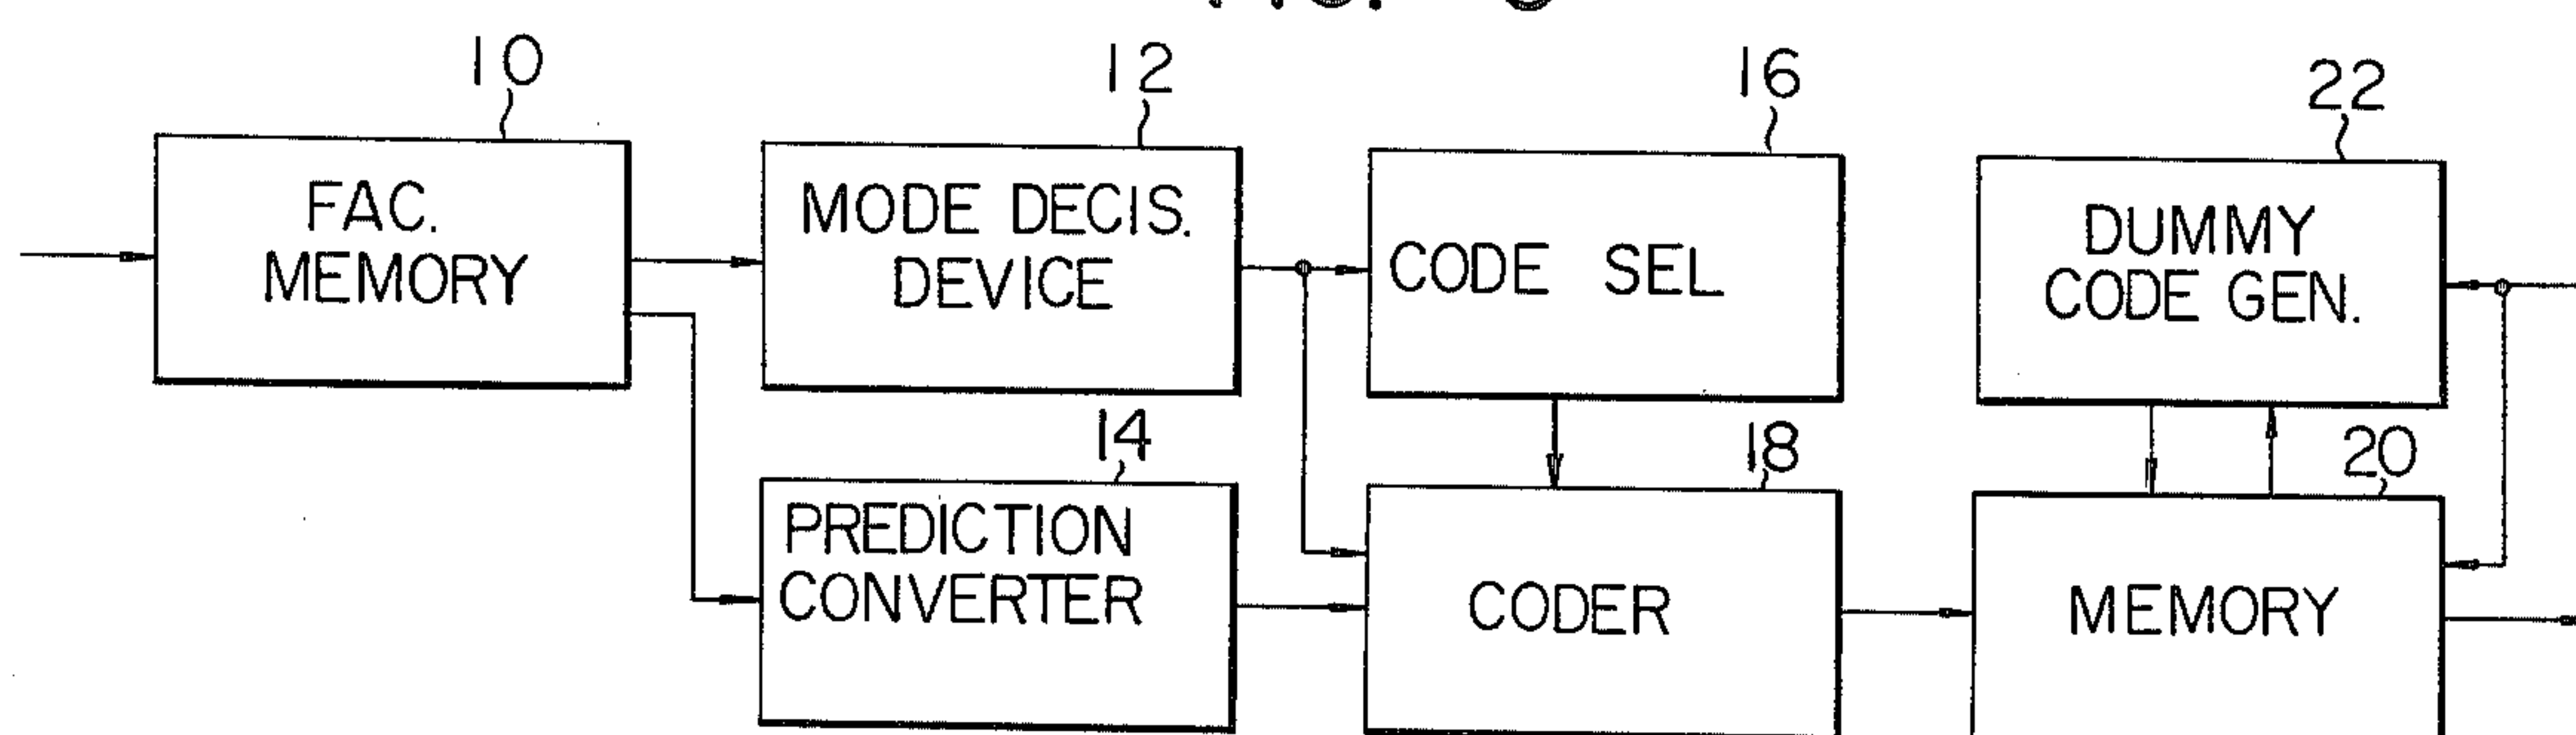 10
12
16
22
FAC.
MEMORY
MODE DECIS.
DEVICE
CODE SEL
DUMMY
CODE GEN.
14
18
20
PREDICTION
CONVERTER
CODER
MEMORY